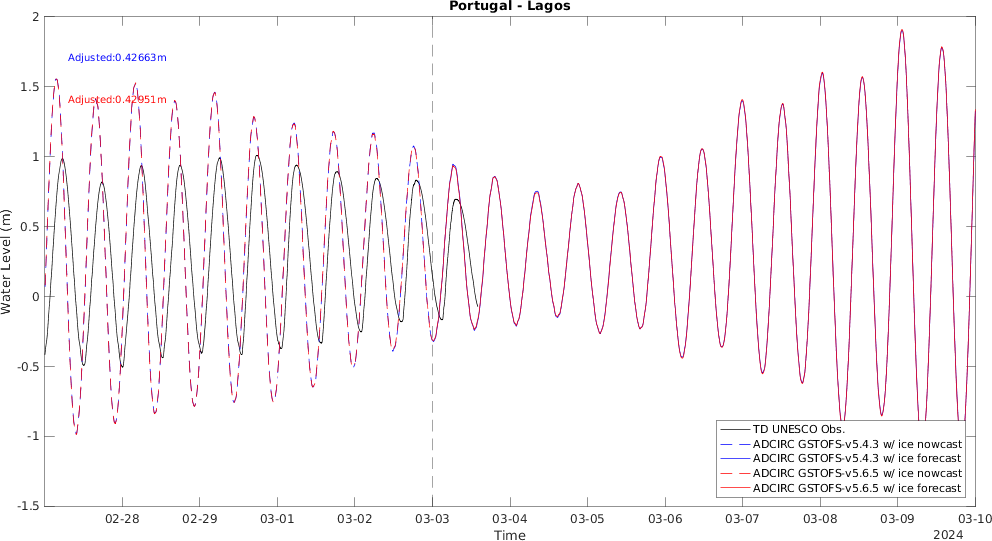 Portugal - Lagos
2
Adjusted:0.42663m
1.5
Adjusted:0.42951m
1
0.5
0
-0.5
-1
-1.5
Water Level (m)
TD UNESCO Obs.
ADCIRC GSTOFS-v5.4.3 w/ ice nowcast
ADCIRC GSTOFS-v5.4.3 w/ ice forecast
ADCIRC GSTOFS-v5.6.5 w/ ice nowcast
ADCIRC GSTOFS-v5.6.5 w/ ice forecast
02-28 02-29 03-01 03-02 03-03 03-04 03-05 03-06 03-07 03-08 03-09 03-10
Time
2024